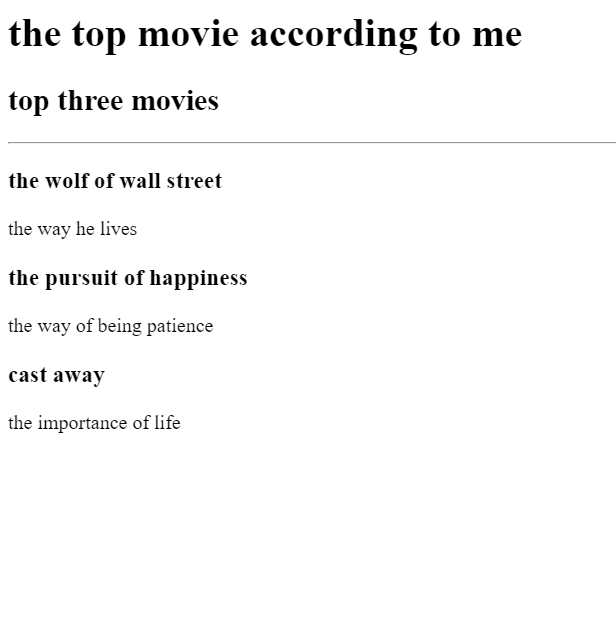 the top movie according to me
top three movies
the wolf of wall street
the way he lives
the pursuit of happiness
the way of being patience
cast away
the importance of life